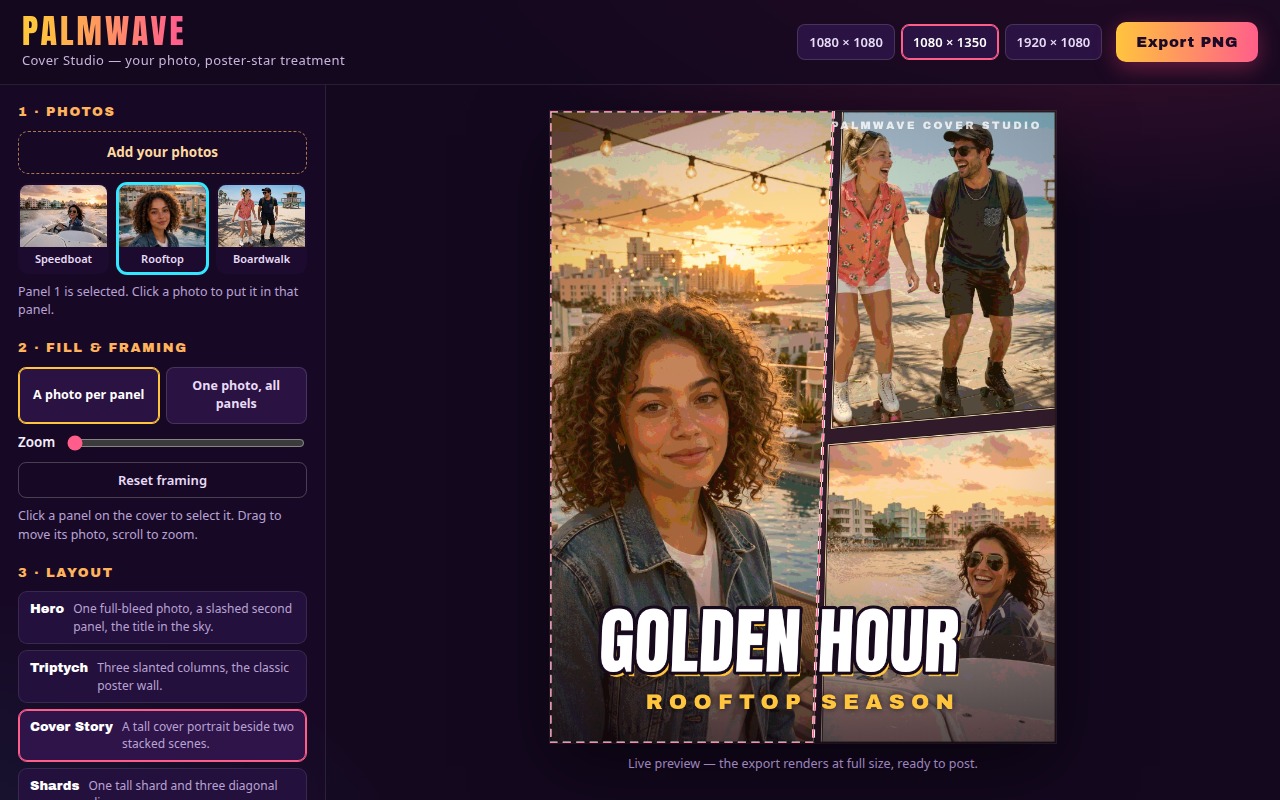 PALMWAVE
Cover Studio — your photo, poster-star treatment
1080 × 1080
1080 × 1350
1920 × 1080
Export PNG
1 · PHOTOS
Add your photos
Speedboat
Rooftop
Boardwalk
Panel 1 is selected. Click a photo to put it in that
panel.
2 · FILL & FRAMING
A photo per panel
One photo, all
panels
Zoom
Reset framing
Click a panel on the cover to select it. Drag to
move its photo, scroll to zoom.
3 · LAYOUT
Hero One full-bleed photo, a slashed second
panel, the title in the sky.
Triptych Three slanted columns, the classic
poster wall.
Cover Story A tall cover portrait beside two
stacked scenes.
Shards One tall shard and three diagonal
PALMWAVE COVER STUDIO
GOLDEN HOUR
ROOFTOP SEASON
Live preview — the export renders at full size, ready to post.